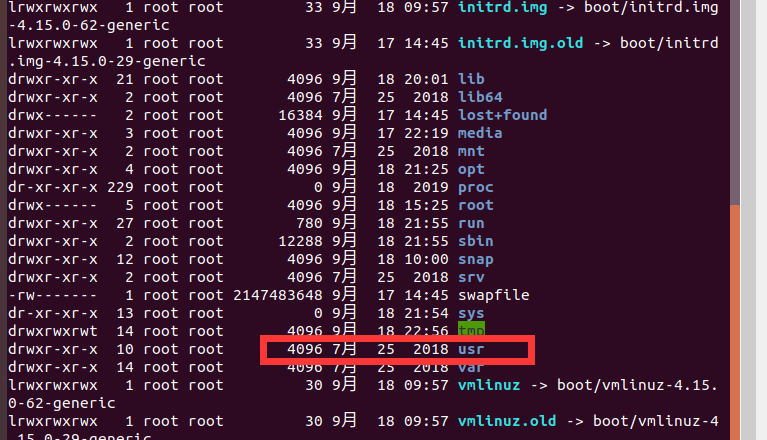 lrwxrwxrwx   1 root root         33 9月  18 09:57 initrd.img -> boot/initrd.img
-4.15.0-62-generic
lrwxrwxrwx   1 root root         33 9月  17 14:45 initrd.img.old -> boot/initrd
.img-4.15.0-29-generic
drwxr-xr-x  21 root root       4096 9月  18 20:01 lib
drwxr-xr-x   2 root root       4096 7月  25  2018 lib64
drwx------   2 root root      16384 9月  17 14:45 lost+found
drwxr-xr-x   3 root root       4096 9月  17 22:19 media
drwxr-xr-x   2 root root       4096 7月  25  2018 mnt
drwxr-xr-x   4 root root       4096 9月  18 21:25 opt
dr-xr-xr-x 229 root root          0 9月  18  2019 proc
drwx------   5 root root       4096 9月  18 15:25 root
drwxr-xr-x  27 root root        780 9月  18 21:55 run
drwxr-xr-x   2 root root      12288 9月  18 21:55 sbin
drwxr-xr-x  12 root root       4096 9月  18 10:00 snap
drwxr-xr-x   2 root root       4096 7月  25  2018 srv
-rw-------   1 root root 2147483648 9月  17 14:45 swapfile
dr-xr-xr-x  13 root root          0 9月  18 21:54 sys
drwxrwxrwt  14 root root       4096 9月  18 22:56 tmp
drwxr-xr-x  10 root root       4096 7月  25  2018 usr
drwxr-xr-x  14 root root       4096 7月  25  2018 var
lrwxrwxrwx   1 root root         30 9月  18 09:57 vmlinuz -> boot/vmlinuz-4.15.
0-62-generic
lrwxrwxrwx   1 root root         30 9月  18 09:57 vmlinuz.old -> boot/vmlinuz-4
.15.0-29-generic